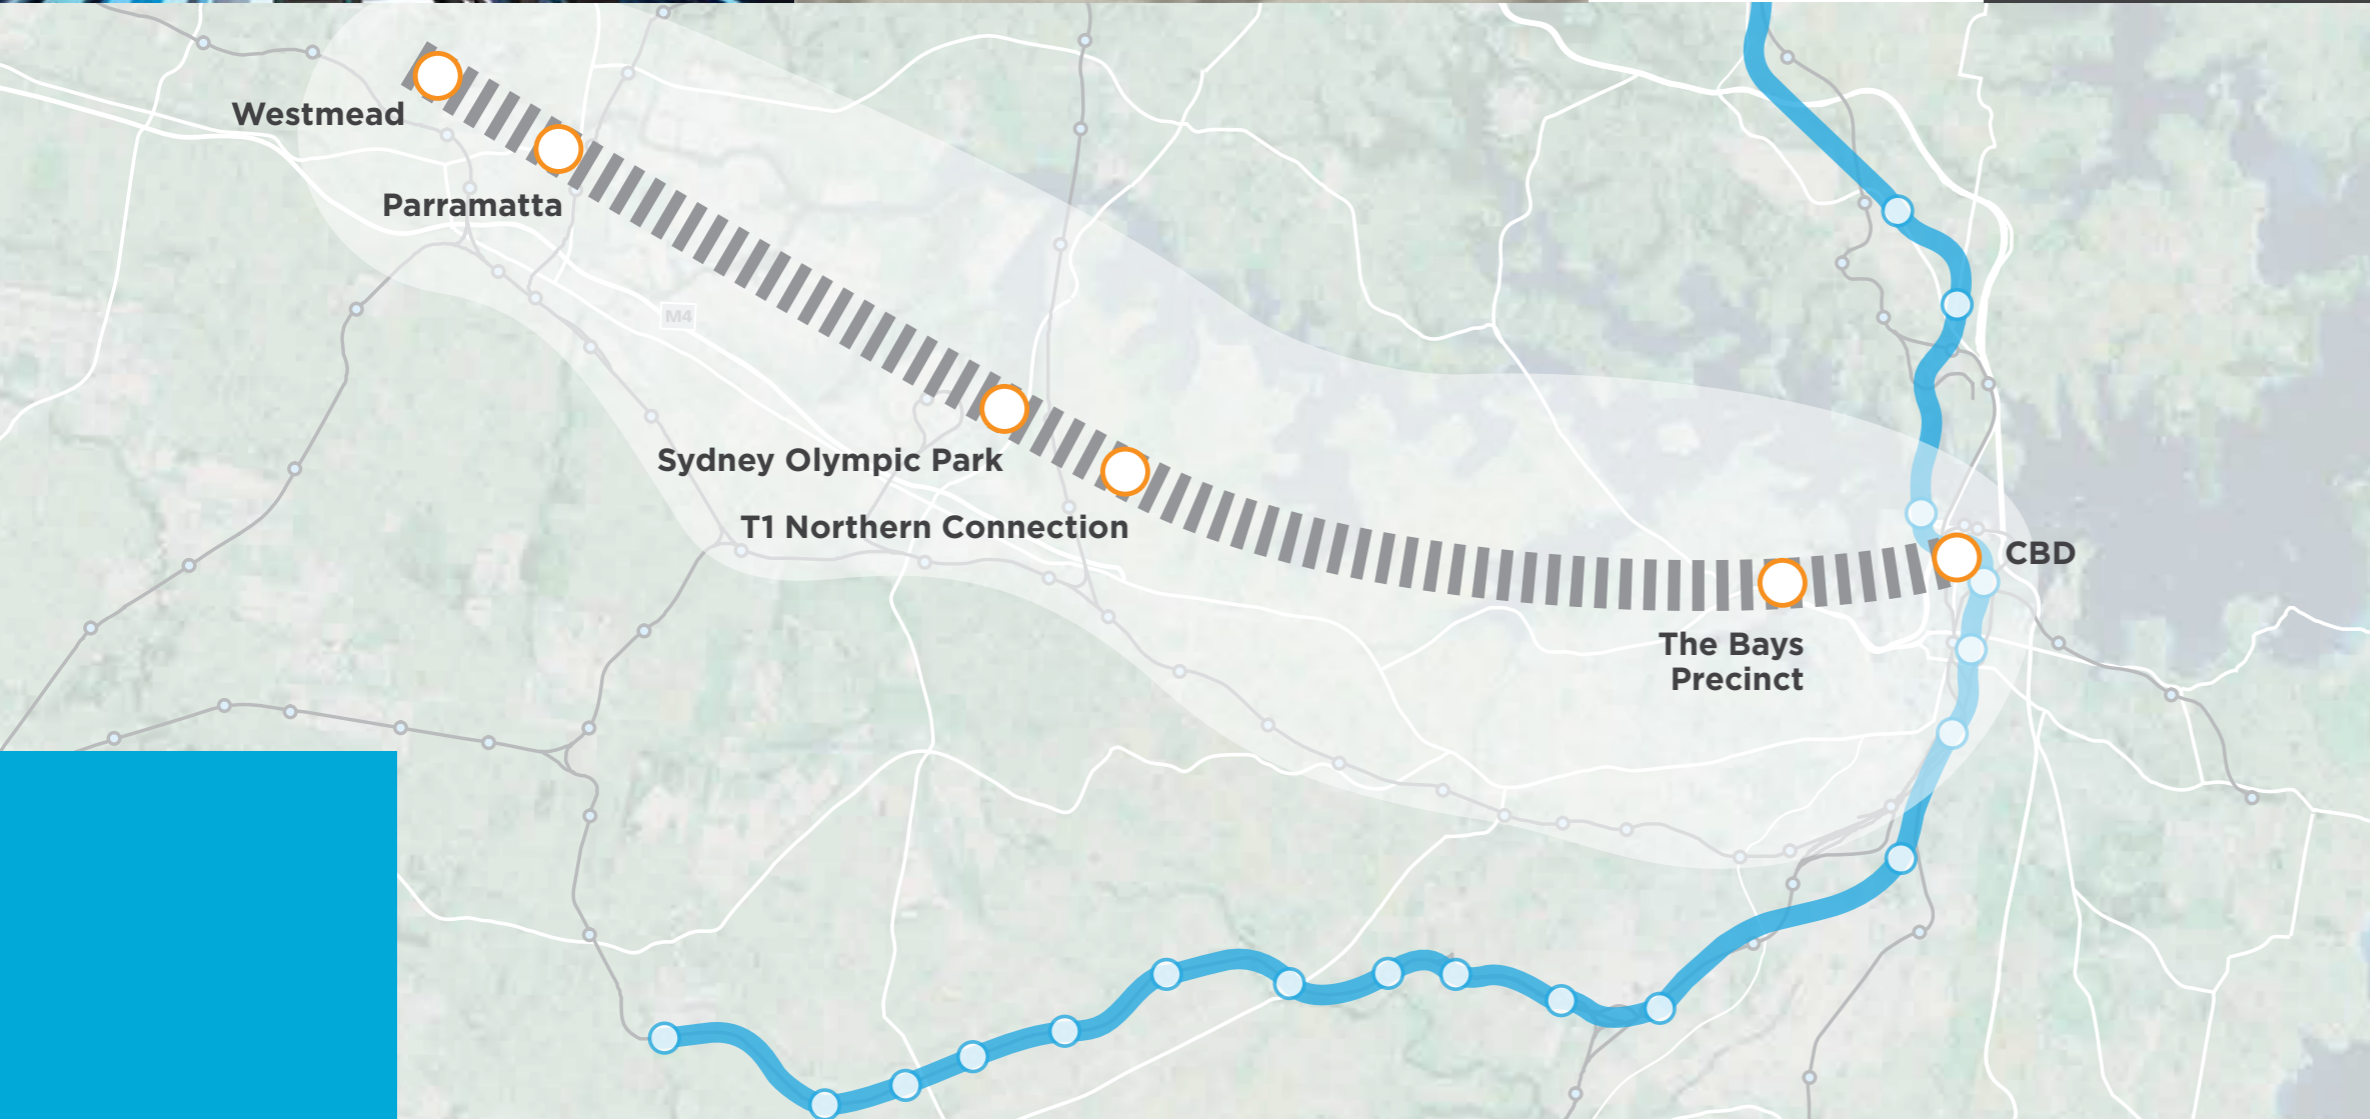 Westmead
Parramatta
M4
Sydney Olympic Park
T1 Northern Connection
CBD
The Bays
Precinct